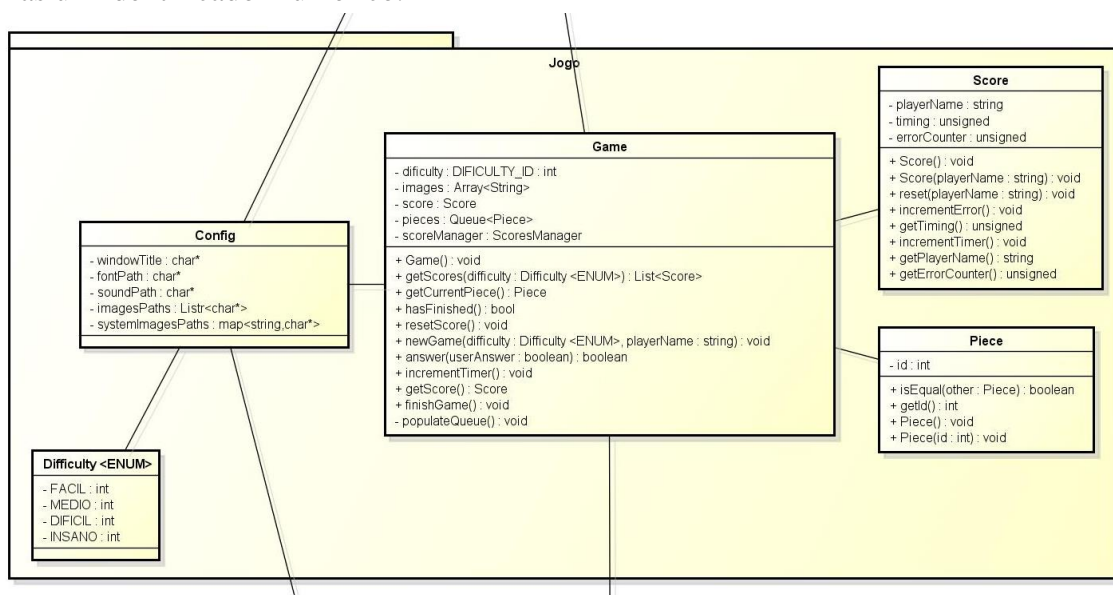 Jogo
Score
- playerName : string
- timing : unsigned
- errorCounter : unsigned
+ Score() : void
+ Score(playerName : string) : void
+ reset(playerName : string) : void
+ incrementError() : void
+ getTiming() : unsigned
+ incrementTimer() : void
+ getPlayerName() : string
+ getErrorCounter() : unsigned
Game
- dificulty : DIFICULTY_ID : int
- images : Array<String>
- score : Score
- pieces : Queue<Piece>
- scoreManager : ScoresManager
+ Game() : void
+ getScores(difficulty : Difficulty <ENUM>) : List<Score>
+ getCurrentPiece() : Piece
+ hasFinished() : bool
+ resetScore() : void
+ newGame(difficulty : Difficulty <ENUM>, playerName : string) : void
+ answer(userAnswer : boolean) : boolean
+ incrementTimer() : void
+ getScore() : Score
+ finishGame() : void
- populateQueue() : void
Config
- windowTitle : char*
- fontPath : char*
- soundPath : char*
- imagesPaths : Listr<char*>
- systemImagesPaths : map<string,char*>
Piece
- id : int
+ isEqual(other : Piece) : boolean
+ getId() : int
+ Piece() : void
+ Piece(id : int) : void
Difficulty <ENUM>
- FACIL : int
- MEDIO : int
- DIFICIL : int
- INSANO : int